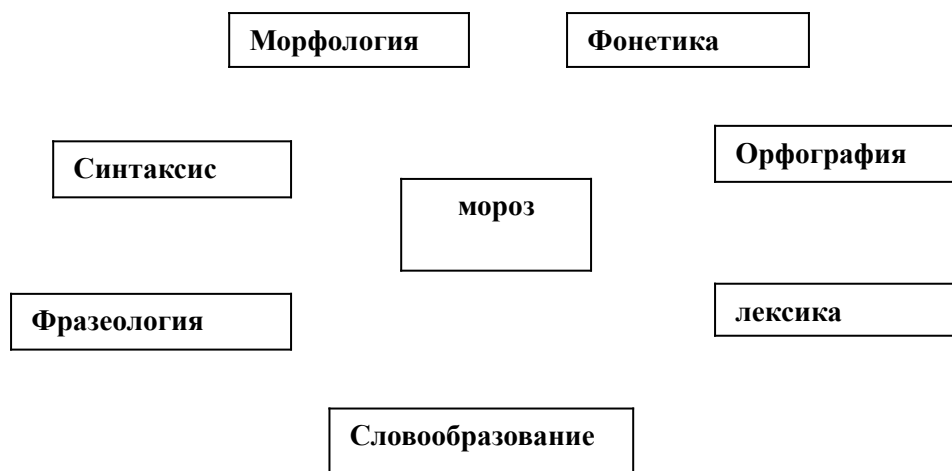 Морфология
Фонетика
Орфография
Синтаксис
мороз
Фразеология
лексика
Словообразование